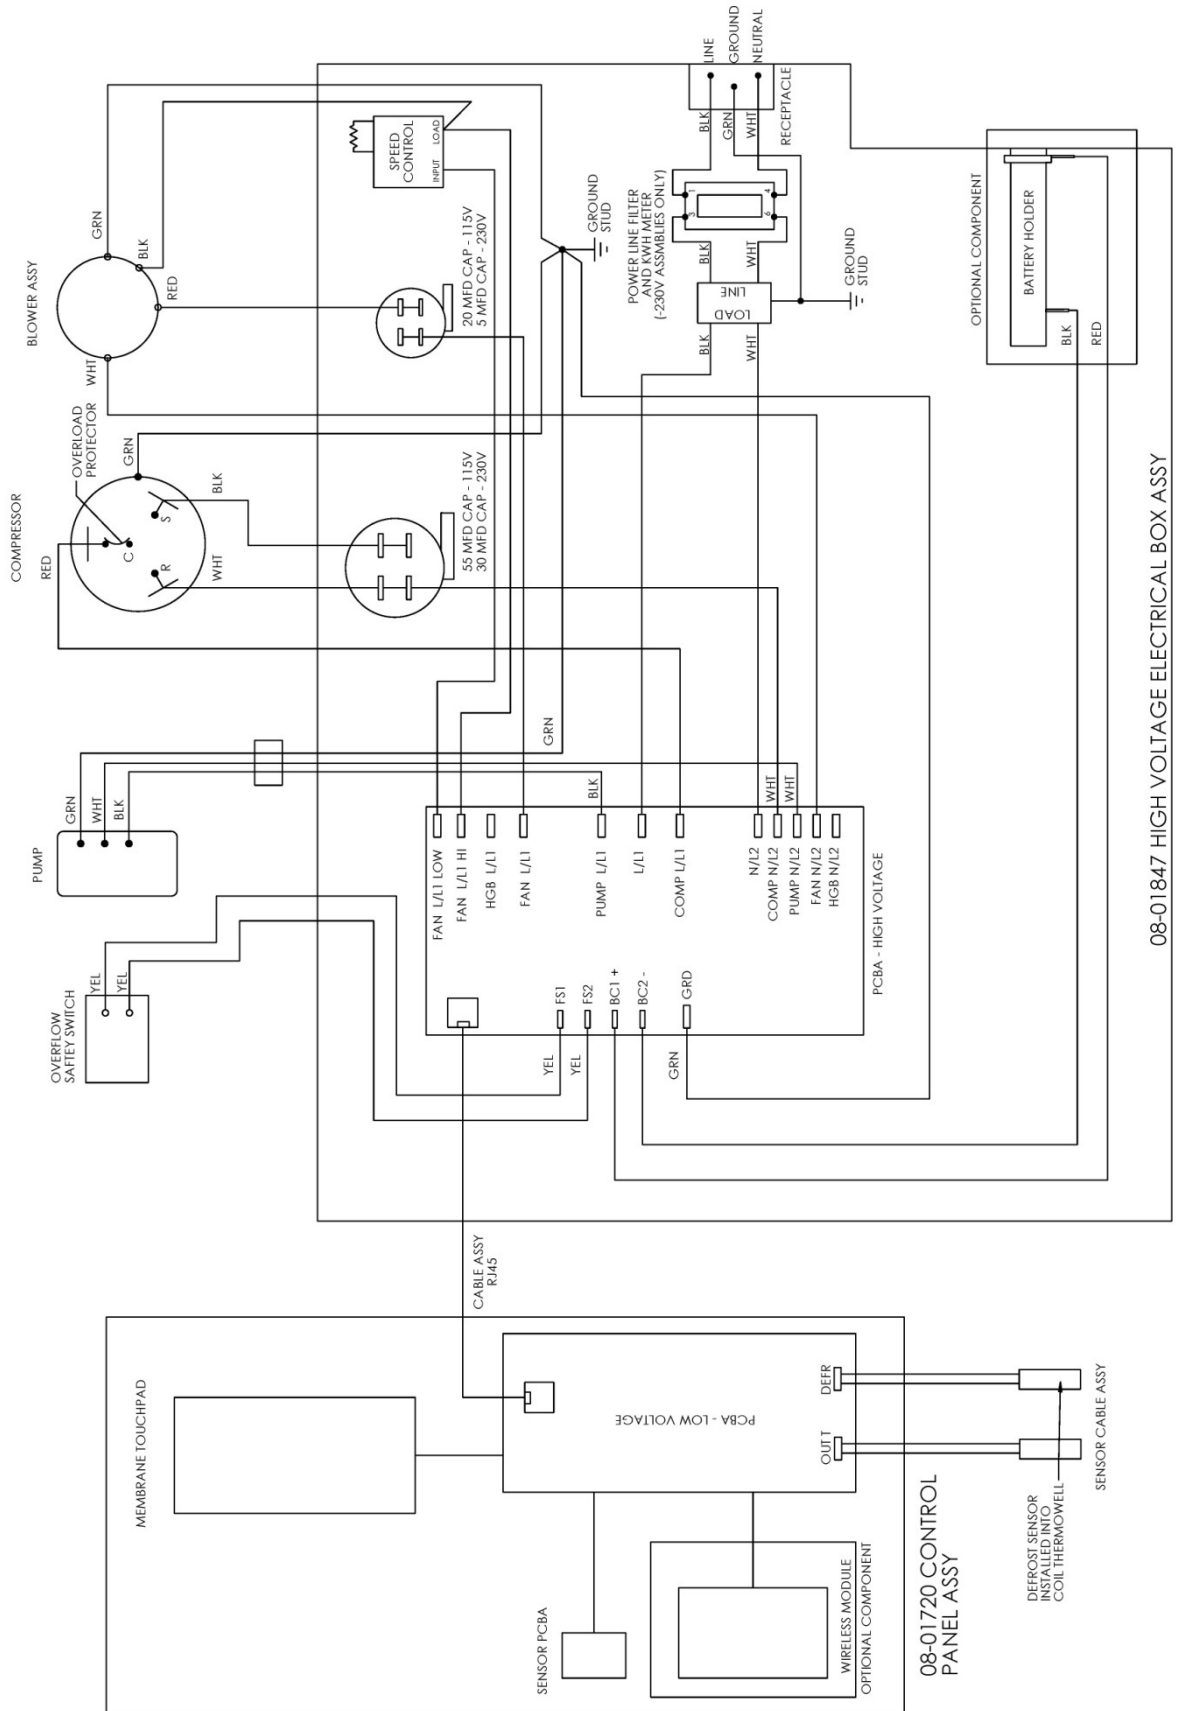 BLOWER ASSY
WHT
GRN
BLK
RED
SPEED
CONTROL
INPUT
LOAD
20 MFD CAP - 115V
5 MFD CAP - 230V
GROUND
STUD
COMPRESSOR
RED
OVERLOAD
PROTECTOR
GRN
C
S
R
BLK
WHT
55 MFD CAP - 115V
30 MFD CAP - 230V
PUMP
GRN
WHT
BLK
GRN
OVERFLOW
SAFTEY SWITCH
YEL
YEL
LINE
GROUND
NEUTRAL
RECEPTACLE
BLK
GRN
WHT
POWER LINE FILTER
AND KWH METER
(-230V ASSMBLIES ONLY)
1
3
4
6
BLK
WHT
LINE
LOAD
BLK
WHT
GROUND
STUD
OPTIONAL COMPONENT
BATTERY HOLDER
BLK
RED
BLK
WHT
WHT
FAN L/L1 LOW
FAN L/L1 HI
HGB L/L1
FAN L/L1
PUMP L/L1
L/L1
COMP L/L1
N/L2
COMP N/L2
PUMP N/L2
FAN N/L2
HGB N/L2
FS1
FS2
BC1 +
BC2 -
GRD
YEL
YEL
GRN
PCBA - HIGH VOLTAGE
08-01847 HIGH VOLTAGE ELECTRICAL BOX ASSY
CABLE ASSY
RJ45
MEMBRANE TOUCHPAD
PCBA - LOW VOLTAGE
OUT T
DEFR
SENSOR PCBA
WIRELESS MODULE
OPTIONAL COMPONENT
08-01720 CONTROL
PANEL ASSY
DEFROST SENSOR
INSTALLED INTO
COIL THERMOWELL
SENSOR CABLE ASSY